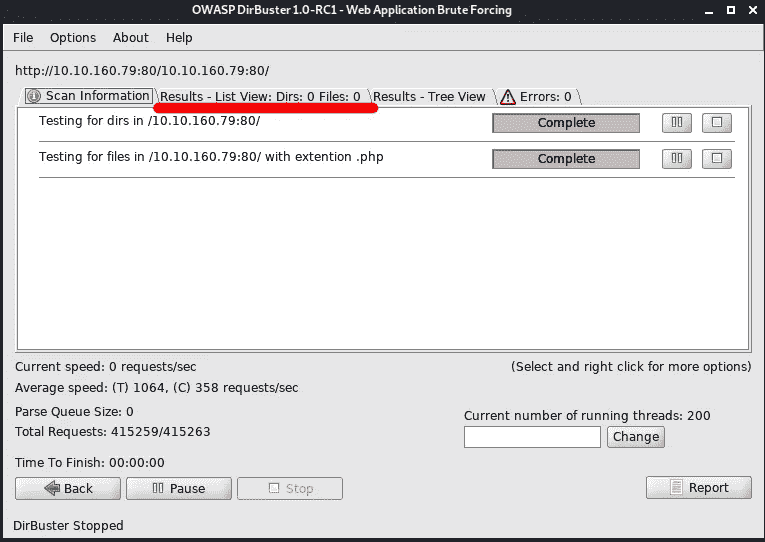 OWASP DirBuster 1.0-RC1 - Web Application Brute Forcing
File Options About Help
http://10.10.160.79:80/10.10.160.79:80/
Scan Information Results - List View: Dirs: 0 Files: 0 Results - Tree View Errors: 0
Testing for dirs in /10.10.160.79:80/ Complete
Testing for files in /10.10.160.79:80/ with extention .php Complete
Current speed: 0 requests/sec (Select and right click for more options)
Average speed: (T) 1064, (C) 358 requests/sec
Parse Queue Size: 0 Current number of running threads: 200
Total Requests: 415259/415263 Change
Time To Finish: 00:00:00
Back Pause Stop Report
DirBuster Stopped